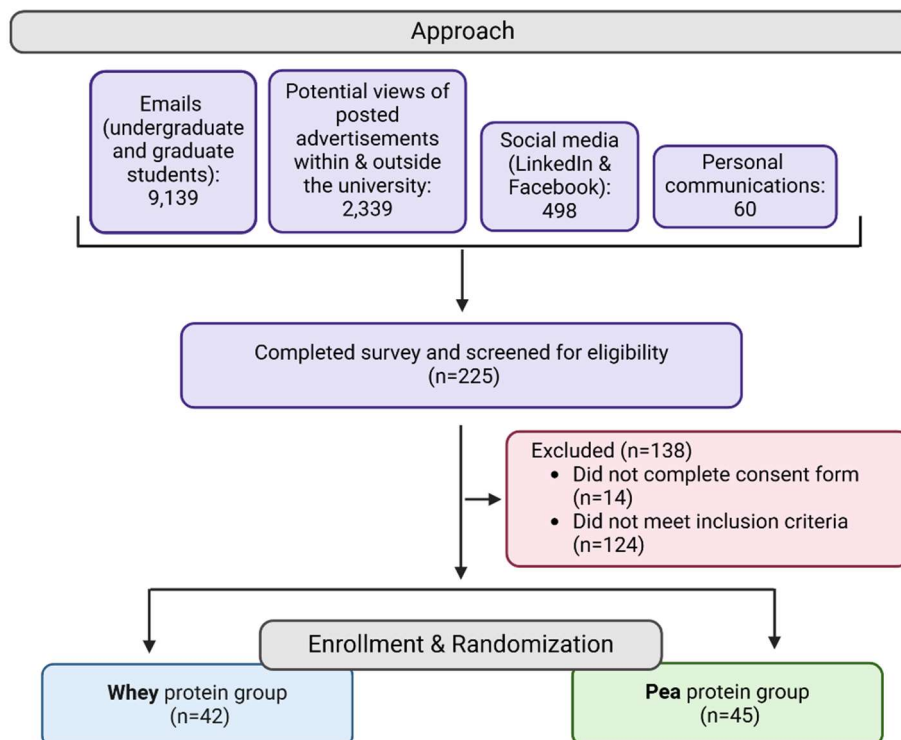 Approach
Emails
(undergraduate
and graduate
students):
9,139
Potential views of
posted
advertisements
within & outside
the university:
2,339
Social media
(LinkedIn &
Facebook):
498
Personal
communications:
60
Completed survey and screened for eligibility
(n=225)
Excluded (n=138)
• Did not complete consent form
(n=14)
• Did not meet inclusion criteria
(n=124)
Enrollment & Randomization
Whey protein group
(n=42)
Pea protein group
(n=45)